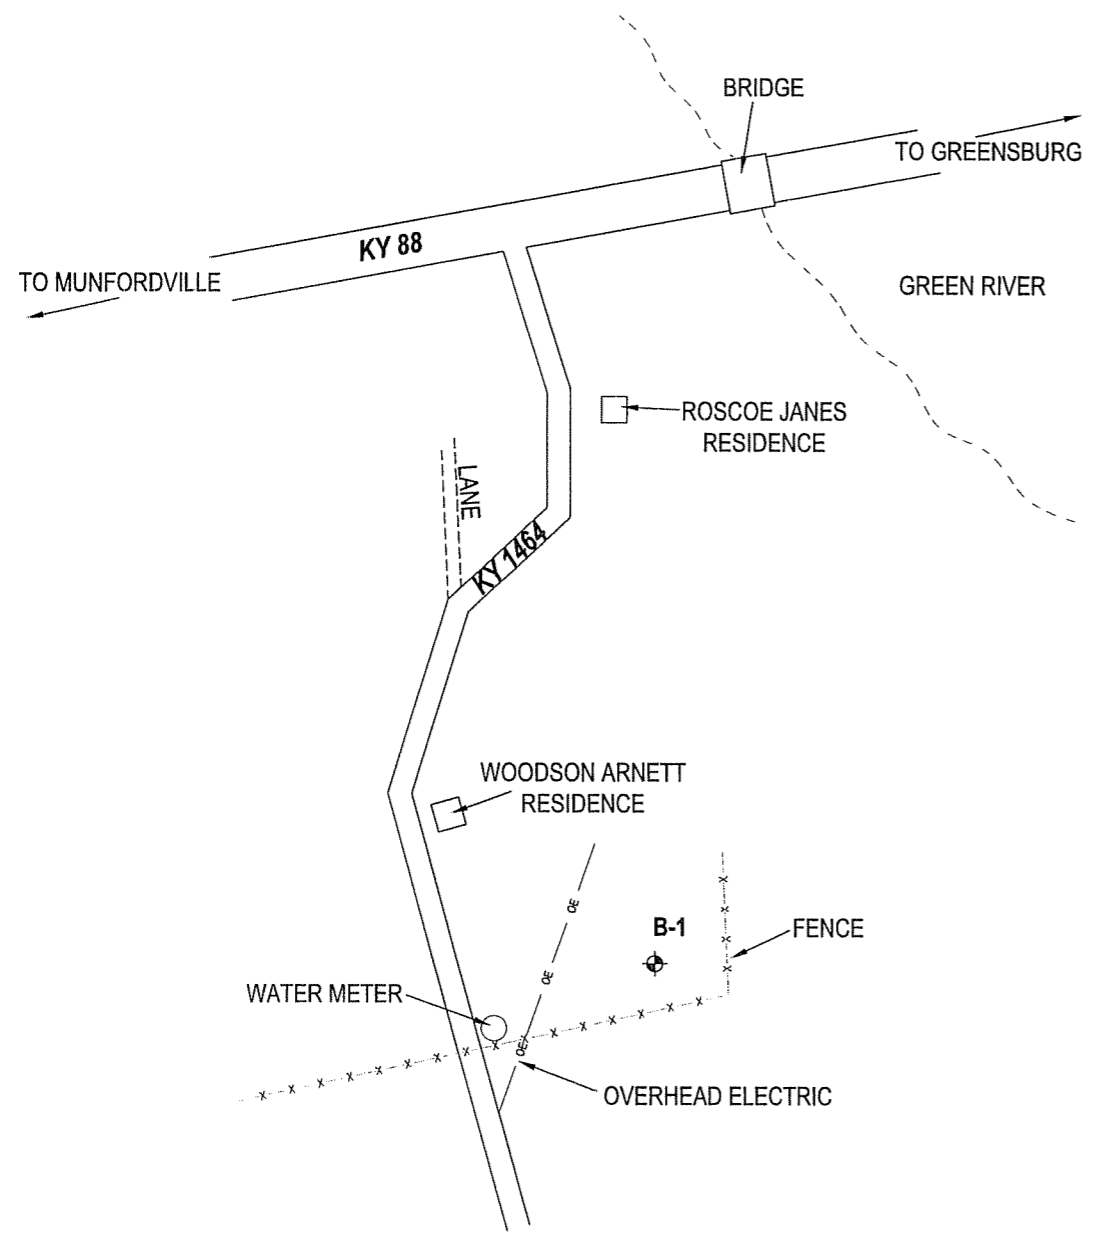 BRIDGE
TO GREENSBURG
KY 88
TO MUNFORDVILLE
GREEN RIVER
ROSCOE JANES
RESIDENCE
LANE
KY 1464
WOODSON ARNETT
RESIDENCE
OE
B-1
FENCE
OE
WATER METER
OE
OVERHEAD ELECTRIC